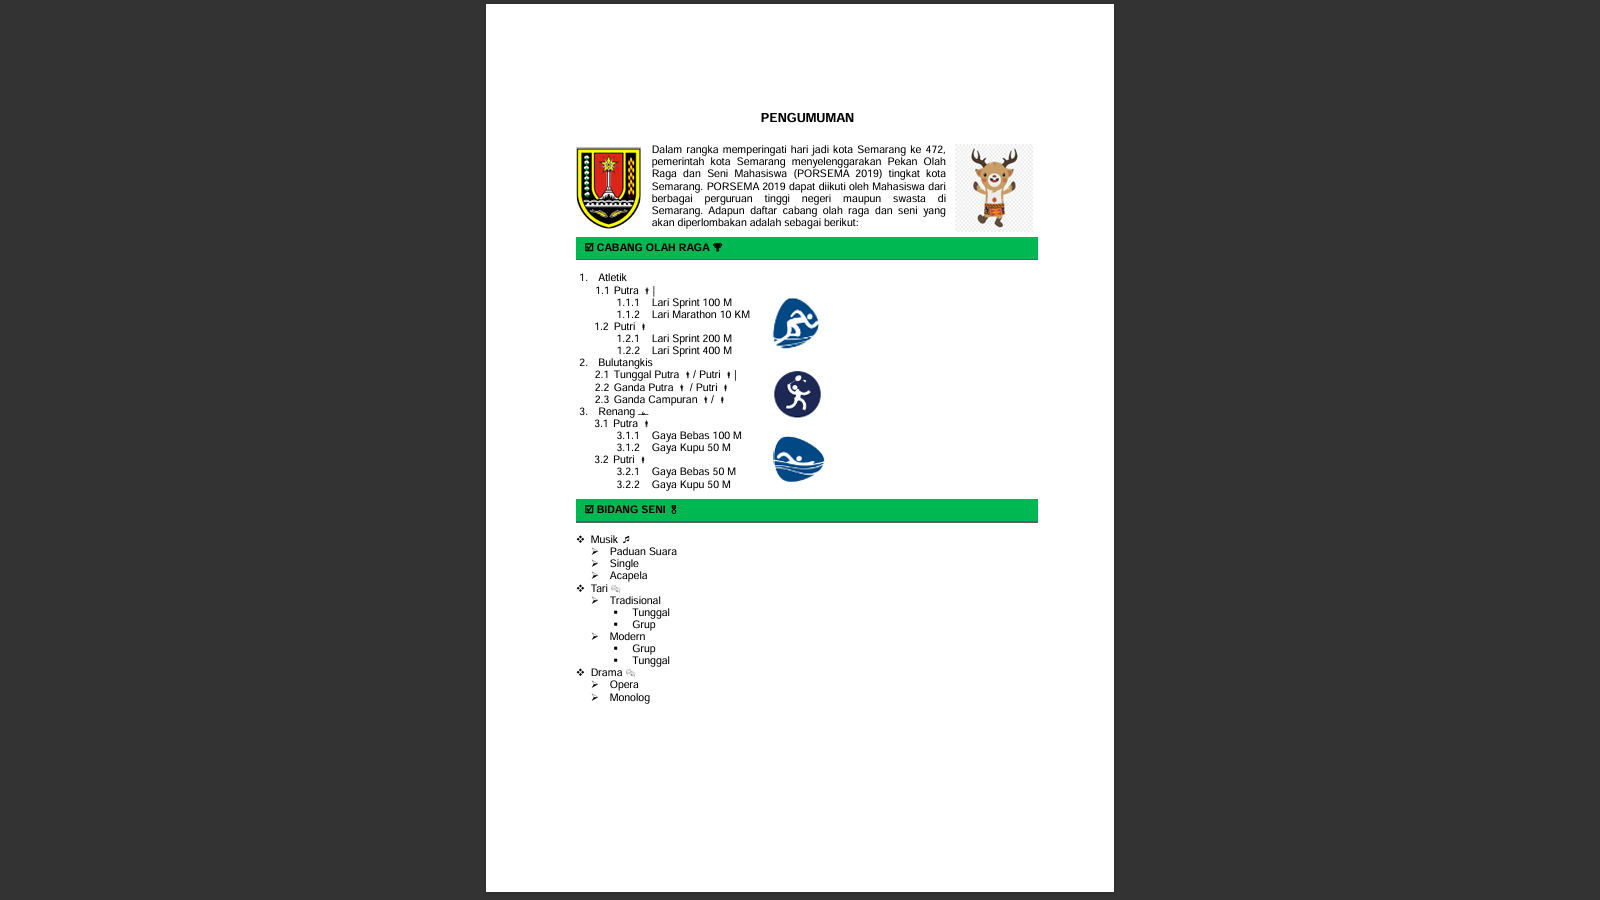 PENGUMUMAN
Dalam rangka memperingati hari jadi kota Semarang ke 472,
pemerintah kota Semarang menyelenggarakan Pekan Olah
Raga dan Seni Mahasiswa (PORSEMA 2019) tingkat kota
Semarang. PORSEMA 2019 dapat diikuti oleh Mahasiswa dari
berbagai perguruan tinggi negeri maupun swasta di
Semarang. Adapun daftar cabang olah raga dan seni yang
akan diperlombakan adalah sebagai berikut:
☑ CABANG OLAH RAGA 🏆
1. Atletik
1.1 Putra |
1.1.1 Lari Sprint 100 M
1.1.2 Lari Marathon 10 KM
1.2 Putri
1.2.1 Lari Sprint 200 M
1.2.2 Lari Sprint 400 M
2. Bulutangkis
2.1 Tunggal Putra / Putri |
2.2 Ganda Putra / Putri
2.3 Ganda Campuran /
3. Renang
3.1 Putra
3.1.1 Gaya Bebas 100 M
3.1.2 Gaya Kupu 50 M
3.2 Putri
3.2.1 Gaya Bebas 50 M
3.2.2 Gaya Kupu 50 M
☑ BIDANG SENI 🎖
❖ Musik ♬
➢ Paduan Suara
➢ Single
➢ Acapela
❖ Tari
➢ Tradisional
▪ Tunggal
▪ Grup
➢ Modern
▪ Grup
▪ Tunggal
❖ Drama
➢ Opera
➢ Monolog